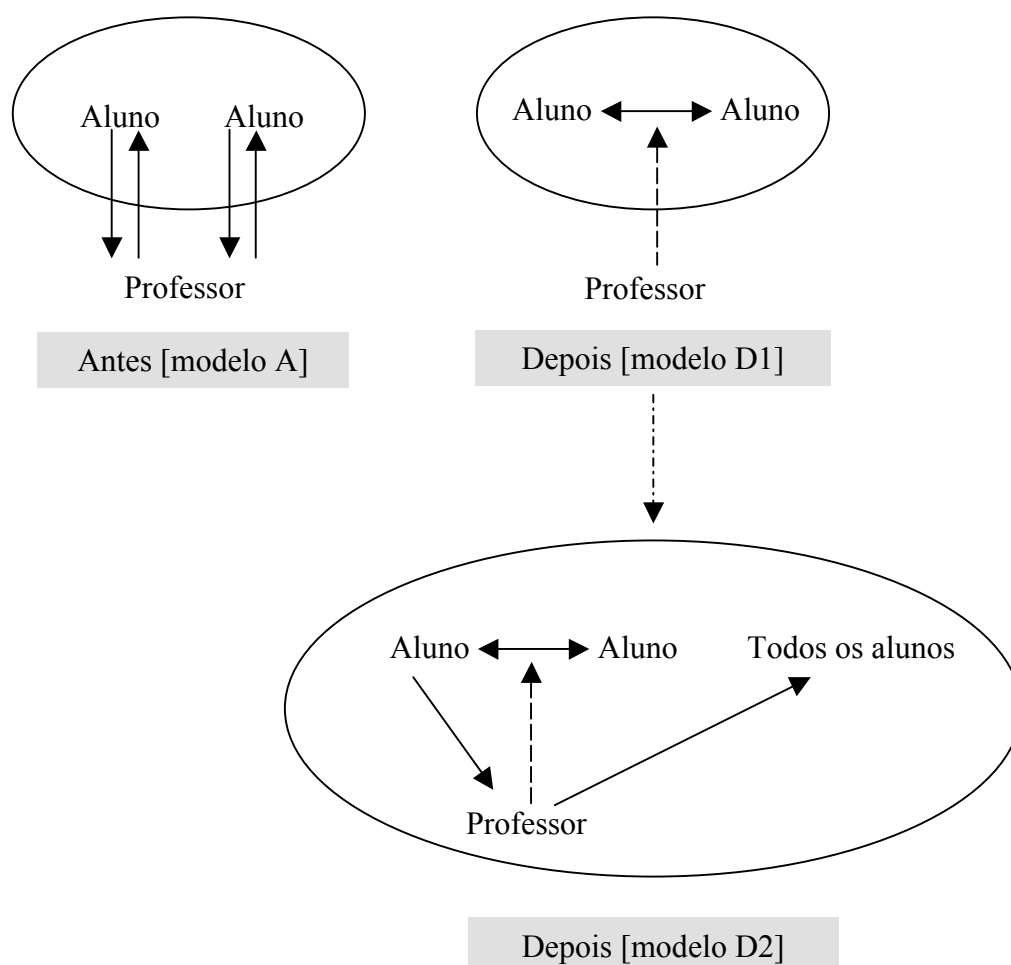 Aluno Aluno
Professor
Antes [modelo A]
Aluno Aluno
Professor
Depois [modelo D1]
Aluno Aluno Todos os alunos
Professor
Depois [modelo D2]